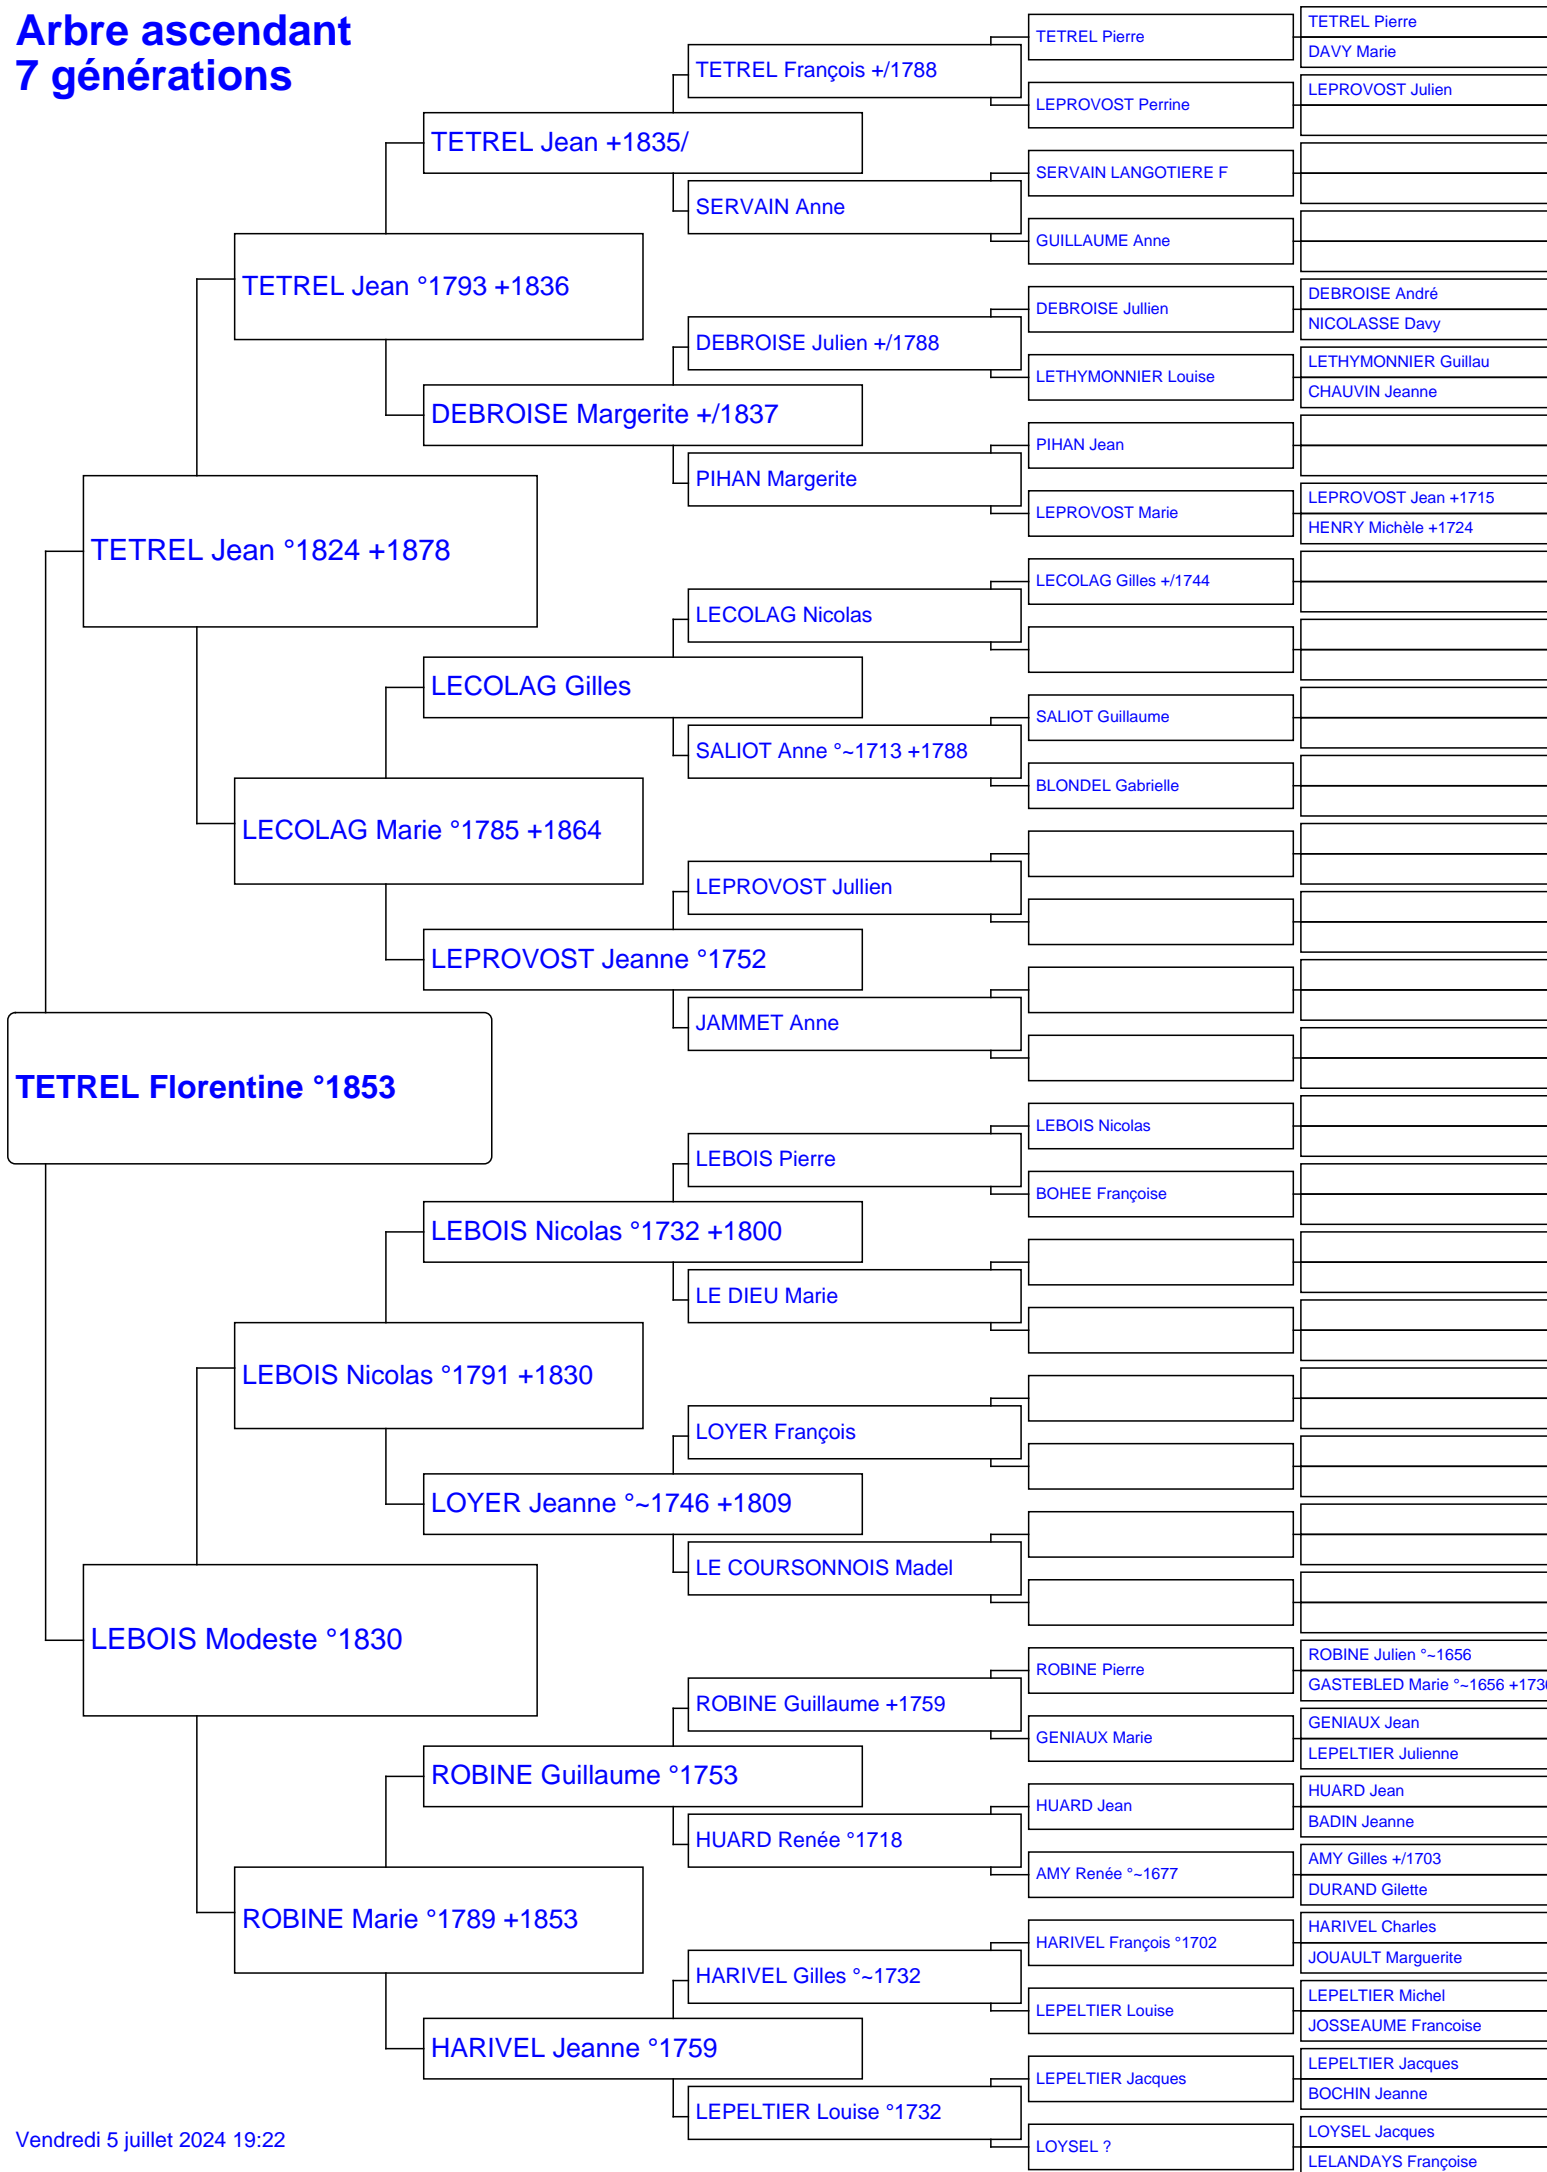 Arbre ascendant
7 générations
TETREL Pierre
DAVY Marie
TETREL Pierre
TETREL François +/1788
LEPROVOST Julien
LEPROVOST Perrine
TETREL Jean +1835/
SERVAIN LANGOTIERE F
SERVAIN Anne
GUILLAUME Anne
TETREL Jean °1793 +1836
DEBROISE André
NICOLASSE Davy
DEBROISE Jullien
DEBROISE Julien +/1788
LETHYMONNIER Guillau
CHAUVIN Jeanne
LETHYMONNIER Louise
DEBROISE Margerite +/1837
PIHAN Jean
PIHAN Margerite
LEPROVOST Jean +1715
HENRY Michèle +1724
LEPROVOST Marie
TETREL Jean °1824 +1878
LECOLAG Gilles +/1744
LECOLAG Nicolas
LECOLAG Gilles
SALIOT Guillaume
SALIOT Anne °~1713 +1788
BLONDEL Gabrielle
LECOLAG Marie °1785 +1864
LEPROVOST Jullien
LEPROVOST Jeanne °1752
JAMMET Anne
TETREL Florentine °1853
LEBOIS Nicolas
LEBOIS Pierre
BOHEE Françoise
LEBOIS Nicolas °1732 +1800
LE DIEU Marie
LEBOIS Nicolas °1791 +1830
LOYER François
LOYER Jeanne °~1746 +1809
LE COURSONNOIS Madel
LEBOIS Modeste °1830
ROBINE Julien °~1656
GASTEBLED Marie °~1656 +173
ROBINE Pierre
ROBINE Guillaume +1759
GENIAUX Jean
LEPELTIER Julienne
GENIAUX Marie
ROBINE Guillaume °1753
HUARD Jean
BADIN Jeanne
HUARD Jean
HUARD Renée °1718
AMY Gilles +/1703
DURAND Gilette
AMY Renée °~1677
ROBINE Marie °1789 +1853
HARIVEL Charles
JOUAULT Marguerite
HARIVEL François °1702
HARIVEL Gilles °~1732
LEPELTIER Michel
JOSSEAUME Francoise
LEPELTIER Louise
HARIVEL Jeanne °1759
LEPELTIER Jacques
BOCHIN Jeanne
LEPELTIER Jacques
LEPELTIER Louise °1732
LOYSEL Jacques
LELANDAYS Françoise
LOYSEL ?
Vendredi 5 juillet 2024 19:22